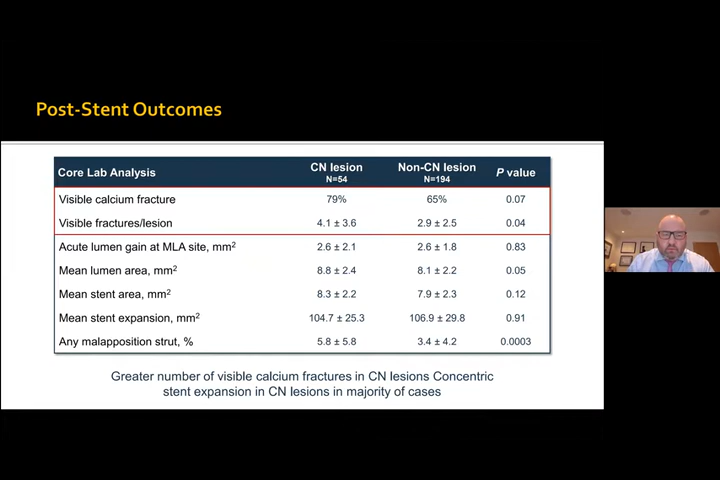 Post-Stent Outcomes
Core Lab Analysis CN lesion N=54 Non-CN lesion N=194 P value
Visible calcium fracture 79% 65% 0.07
Visible fractures/lesion 4.1 ± 3.6 2.9 ± 2.5 0.04
Acute lumen gain at MLA site, mm² 2.6 ± 2.1 2.6 ± 1.8 0.83
Mean lumen area, mm² 8.8 ± 2.4 8.1 ± 2.2 0.05
Mean stent area, mm² 8.3 ± 2.2 7.9 ± 2.3 0.12
Mean stent expansion, mm² 104.7 ± 25.3 106.9 ± 29.8 0.91
Any malapposition strut, % 5.8 ± 5.8 3.4 ± 4.2 0.0003
Greater number of visible calcium fractures in CN lesions Concentric
stent expansion in CN lesions in majority of cases